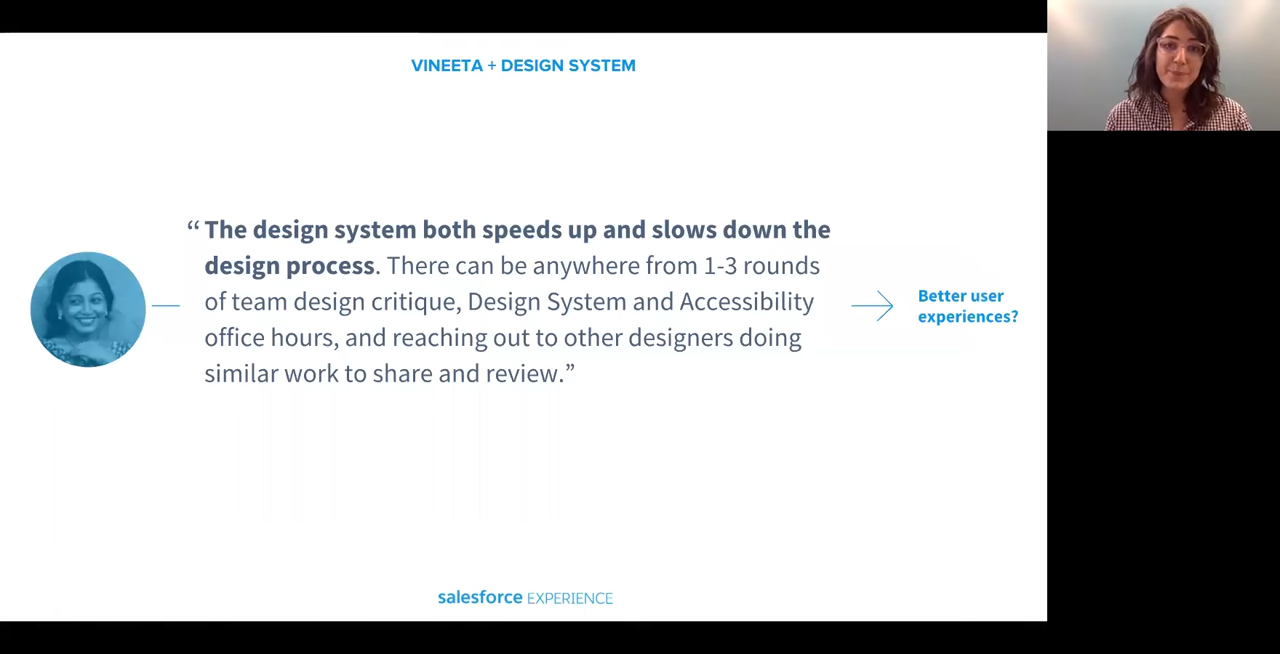 VINEETA + DESIGN SYSTEM
“ The design system both speeds up and slows down the
design process. There can be anywhere from 1-3 rounds
of team design critique, Design System and Accessibility
office hours, and reaching out to other designers doing
similar work to share and review.”
Better user
experiences?
salesforce EXPERIENCE